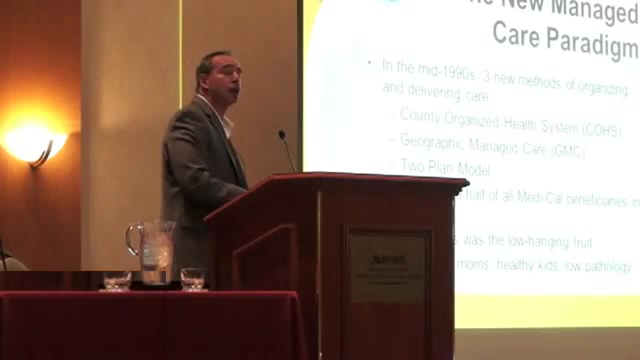 he New Managed
Care Paradigm
• In the mid-1990s: 3 new methods of organizing
and delivering care
– County Organized Health System (COHS)
– Geographic Managed Care (GMC)
– Two-Plan Model
half of all Medi-Cal beneficiaries in
s was the low-hanging fruit
moms, healthy kids, low pathology
Marriott